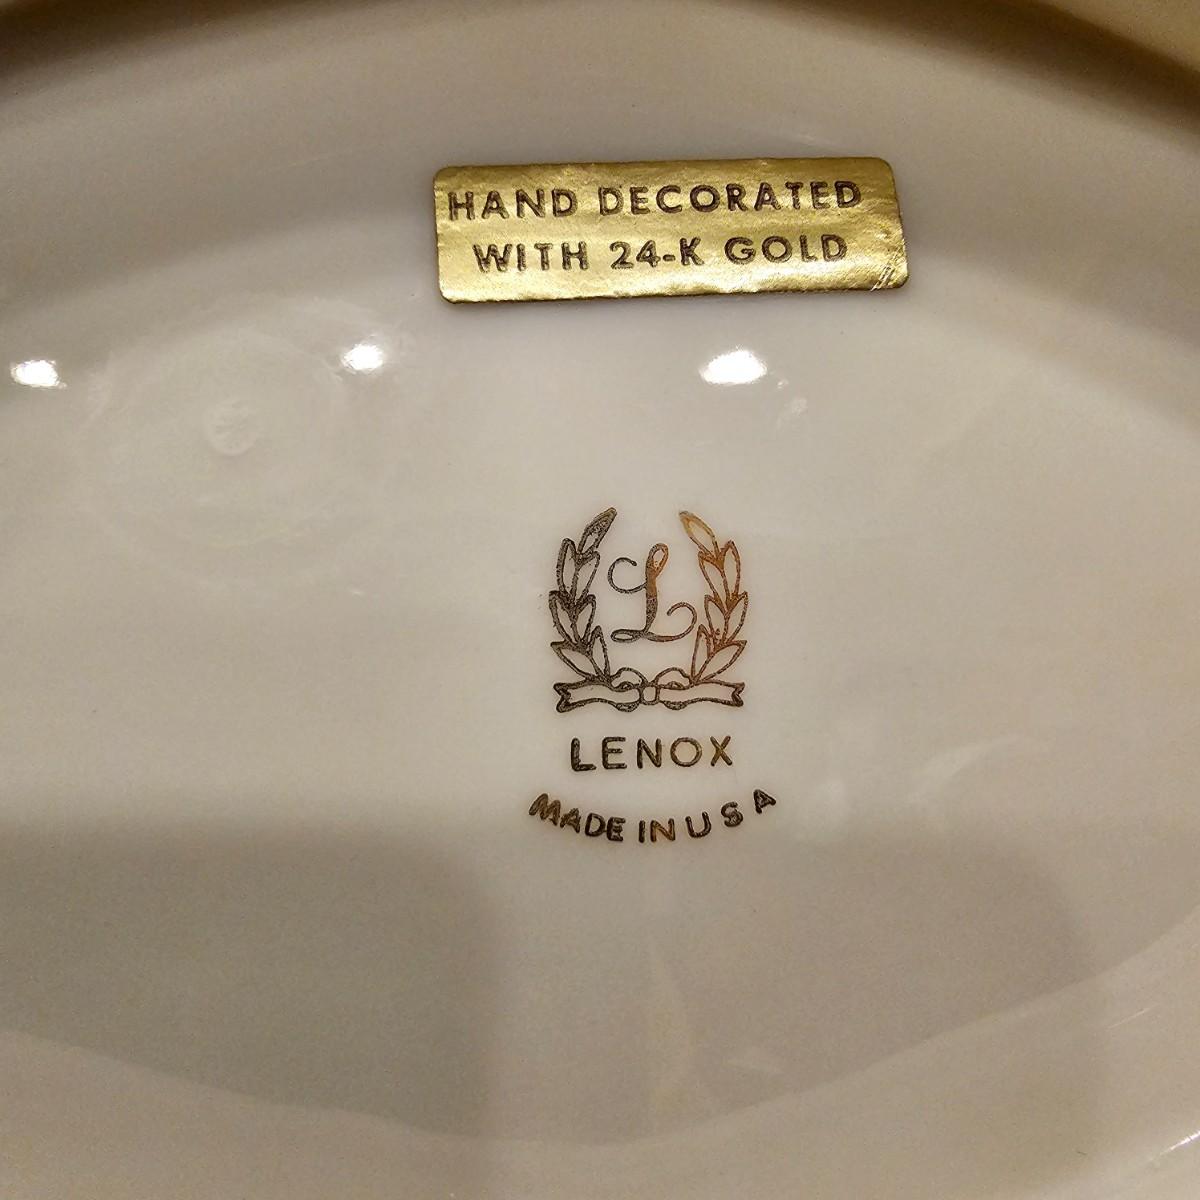 HAND DECORATED
WITH 24-K GOLD
L
LENOX
MADE IN USA